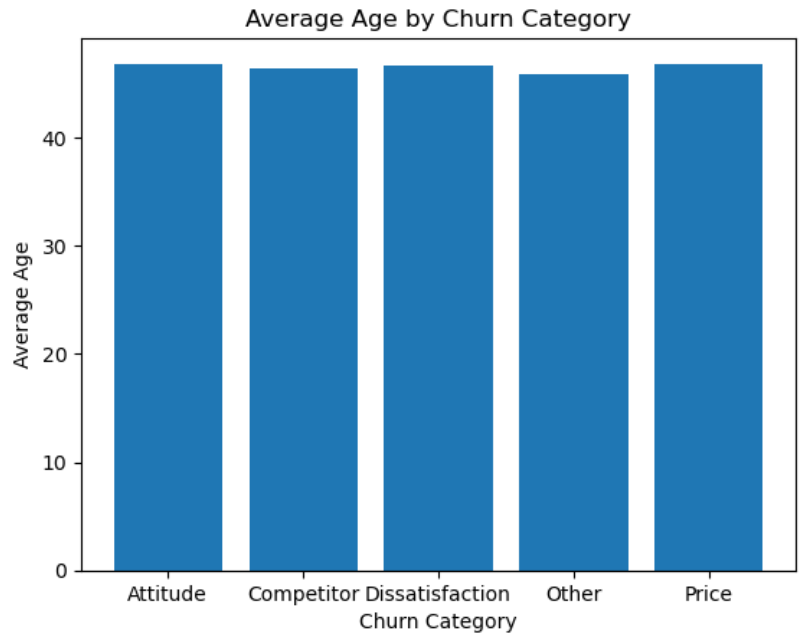 Average Age by Churn Category
Average Age
40
30
20
10
0
Attitude Competitor Dissatisfaction Other Price
Churn Category